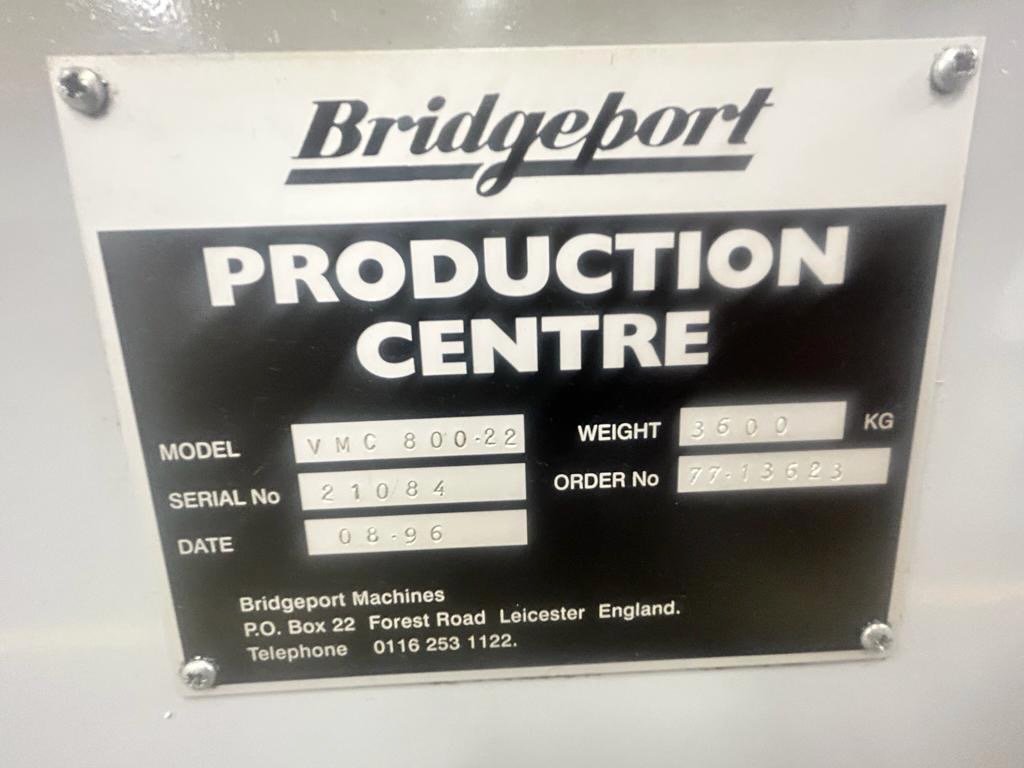 Bridgeport
PRODUCTION
CENTRE
MODEL VMC 800-22
WEIGHT 3600 KG
SERIAL No 21084
ORDER No 77-13623
DATE 08-96
Bridgeport Machines
P.O. Box 22 Forest Road Leicester England.
Telephone 0116 253 1122.